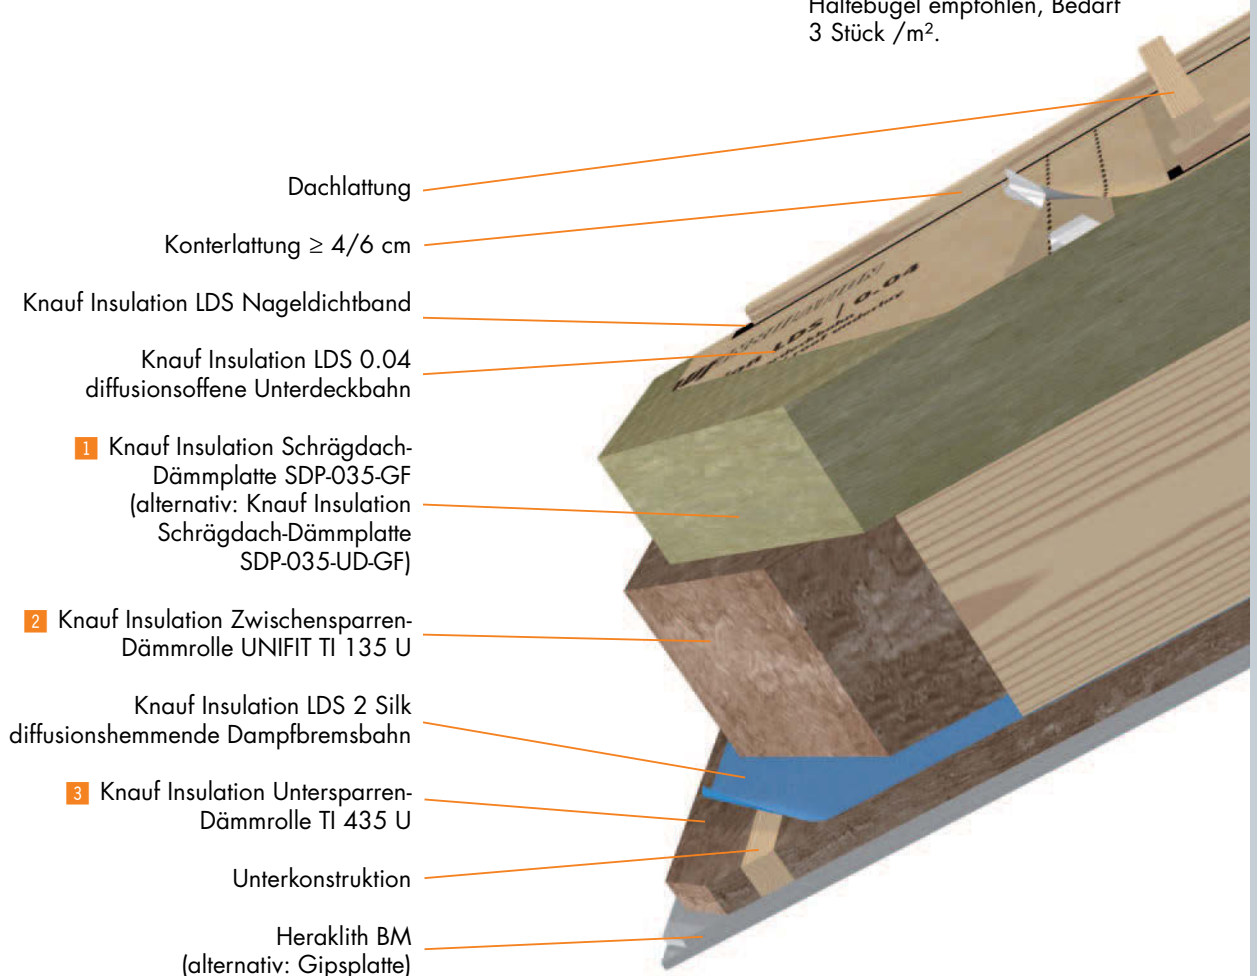 Haltebügel empfohlen, Bedarf
3 Stück /m².
Dachlattung
Konterlattung ≥ 4/6 cm
Knauf Insulation LDS Nageldichtband
Knauf Insulation LDS 0.04
diffusionsoffene Unterdeckbahn
1 Knauf Insulation Schrägdach-
Dämmplatte SDP-035-GF
(alternativ: Knauf Insulation
Schrägdach-Dämmplatte
SDP-035-UD-GF)
2 Knauf Insulation Zwischensparren-
Dämmrolle UNIFIT TI 135 U
Knauf Insulation LDS 2 Silk
diffusionshemmende Dampfbremsbahn
3 Knauf Insulation Untersparren-
Dämmrolle TI 435 U
Unterkonstruktion
Heraklith BM
(alternativ: Gipsplatte)
LDS | 0.04